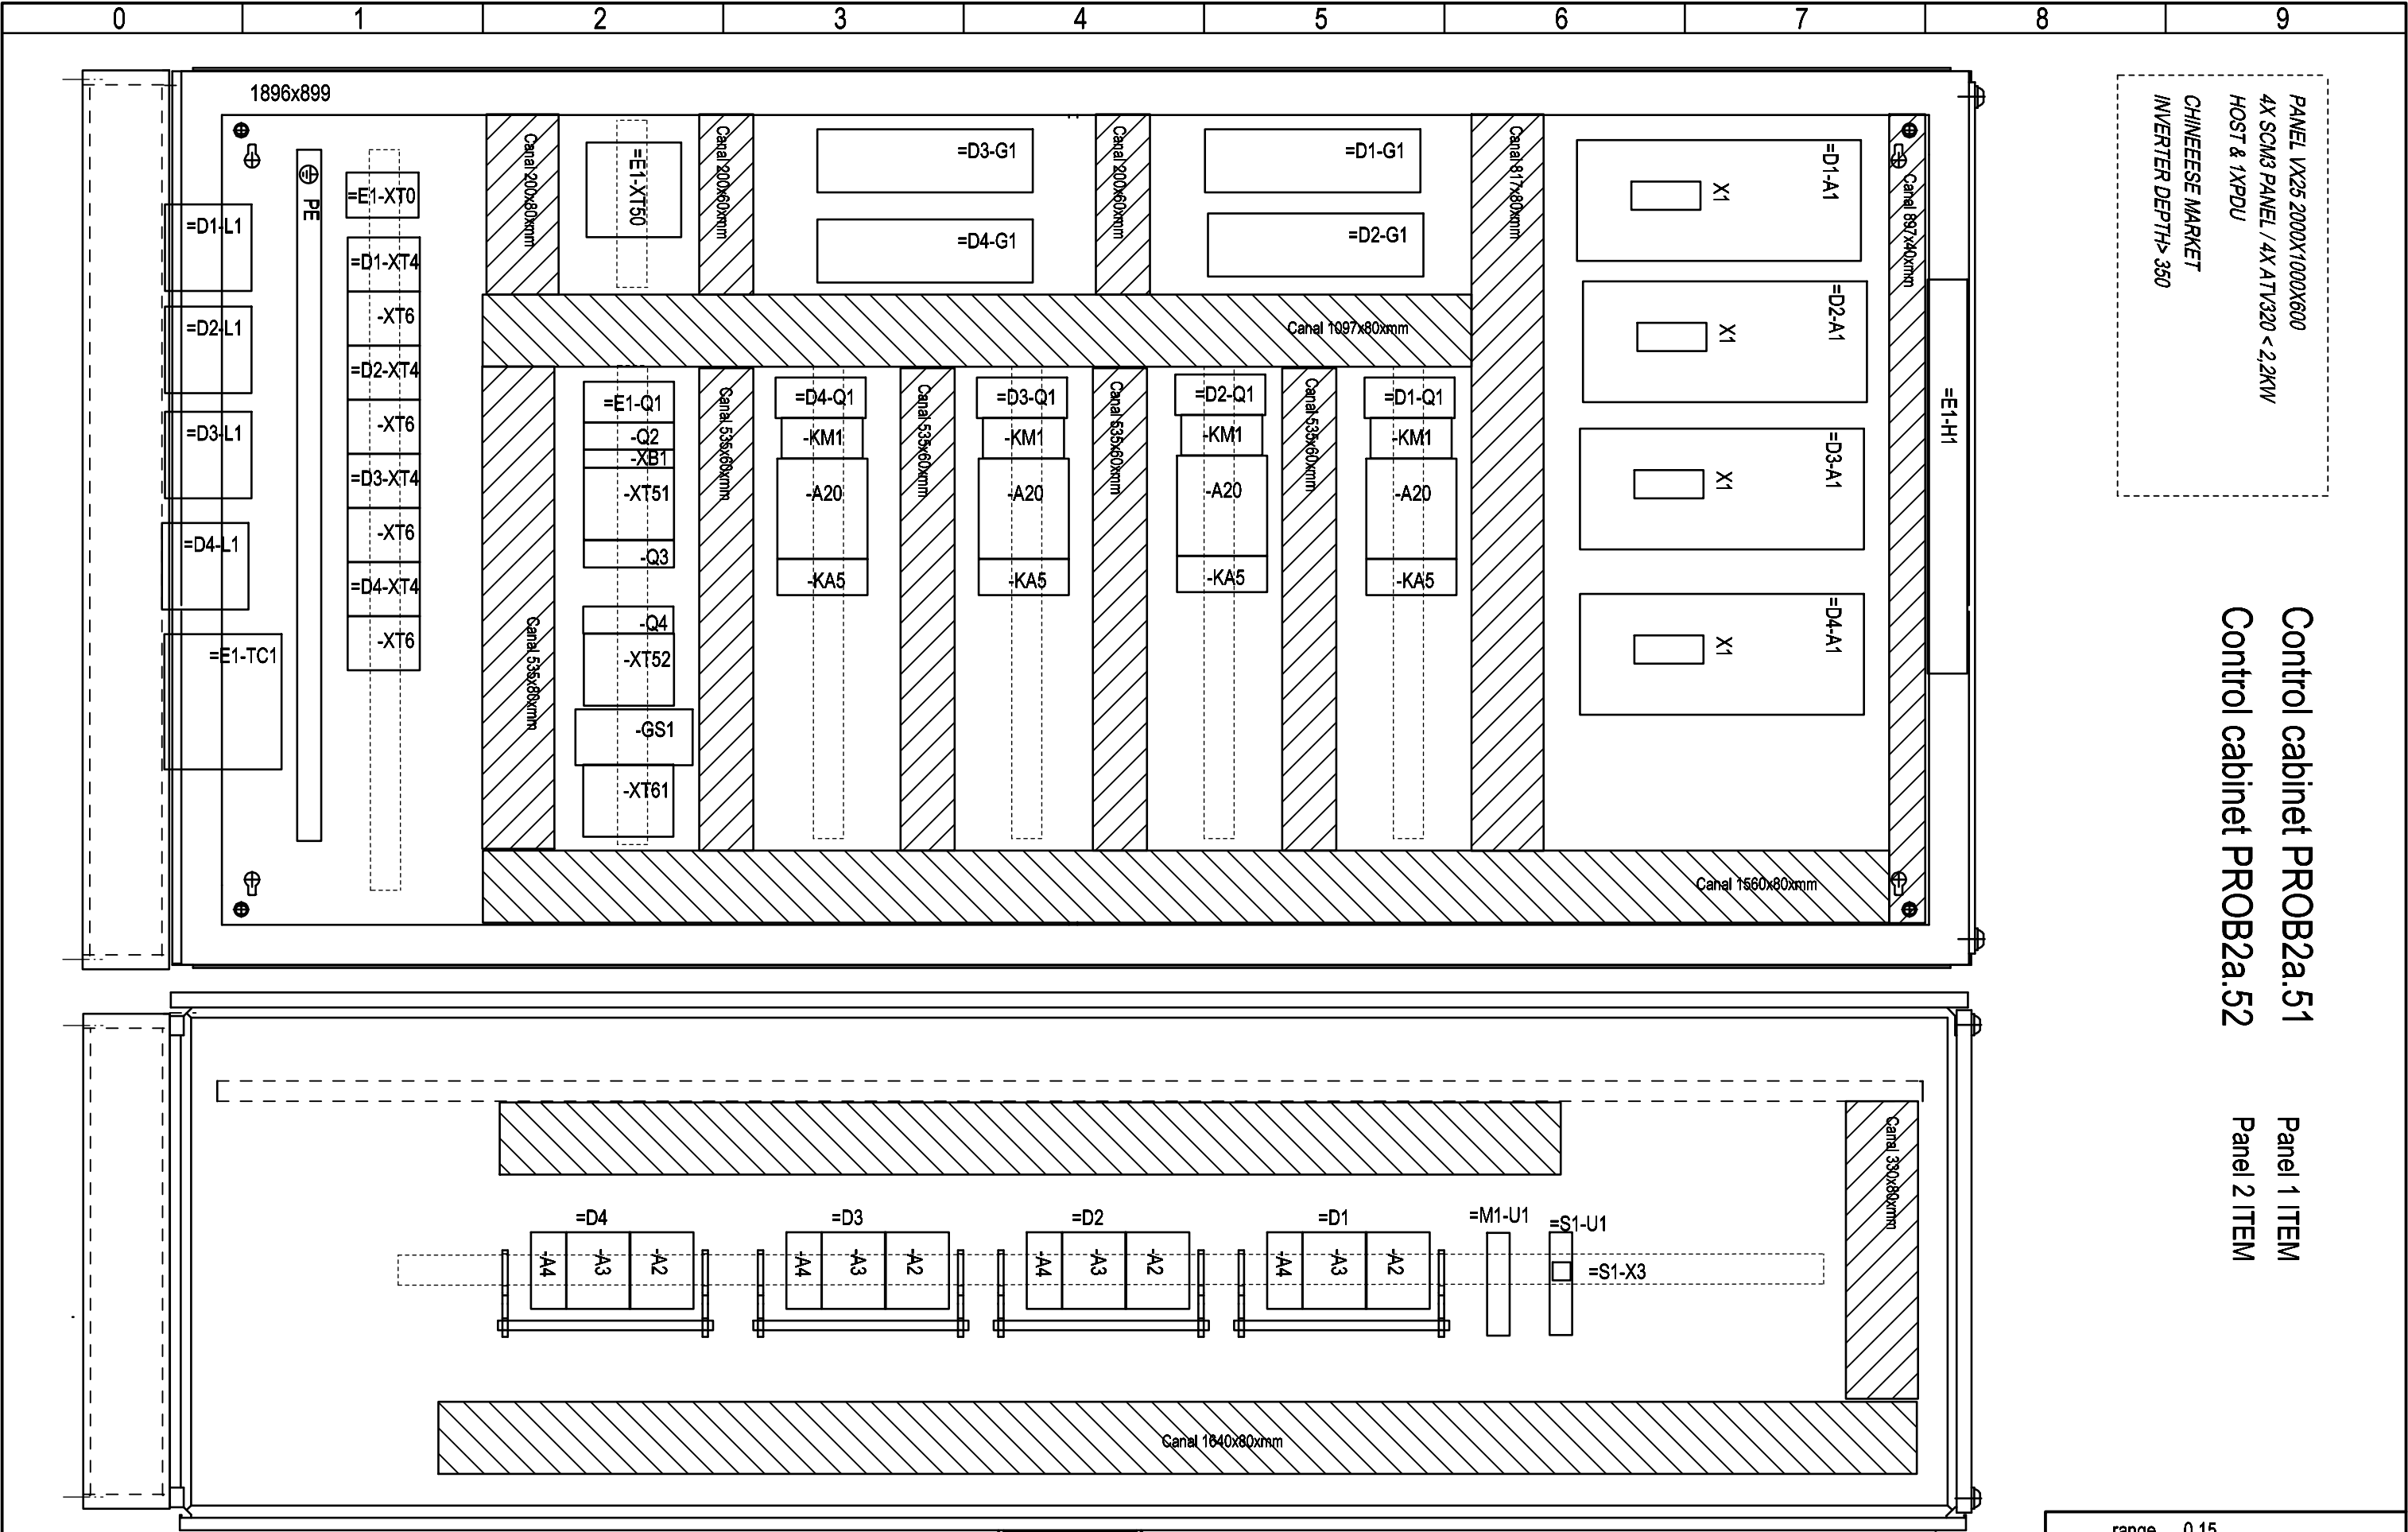 0 1 2 3 4 5 6 7 8 9
1896x899
PANEL VX25 2000X1000X600
4X SCM3 PANEL / 4X ATV320 < 2,2KW
HOST & 1XPDU
CHINEEESE MARKET
INVERTER DEPTH> 350
Control cabinet PROB2a.51
Control cabinet PROB2a.52
Panel 1 ITEM
Panel 2 ITEM
=D1-L1
=D2-L1
=D3-L1
=D4-L1
=E1-TC1
PE
=E1-XT0
=D1-XT4
-XT6
=D2-XT4
-XT6
=D3-XT4
-XT6
=D4-XT4
-XT6
Canal 200x80xmm
=E1-XT50
Canal 200x60xmm
=D3-G1
=D4-G1
Canal 200x60xmm
=D1-G1
=D2-G1
Canal 817x80xmm
=D1-A1
X1
=D2-A1
X1
=D3-A1
X1
=D4-A1
X1
Canal 897x40xmm
=E1-H1
Canal 1097x80xmm
Canal 535x80xmm
=E1-Q1
-Q2
-XB1
-XT51
-Q3
-Q4
-XT52
-GS1
-XT61
Canal 535x60xmm
=D4-Q1
-KM1
-A20
-KA5
Canal 535x60xmm
=D3-Q1
-KM1
-A20
-KA5
Canal 535x60xmm
=D2-Q1
-KM1
-A20
-KA5
Canal 535x60xmm
=D1-Q1
-KM1
-A20
-KA5
Canal 1560x80xmm
Canal 330x80xmm
=D4
-A4
-A3
-A2
=D3
-A4
-A3
-A2
=D2
-A4
-A3
-A2
=D1
-A4
-A3
-A2
=M1-U1
=S1-U1
=S1-X3
Canal 1640x80xmm
range 0.15